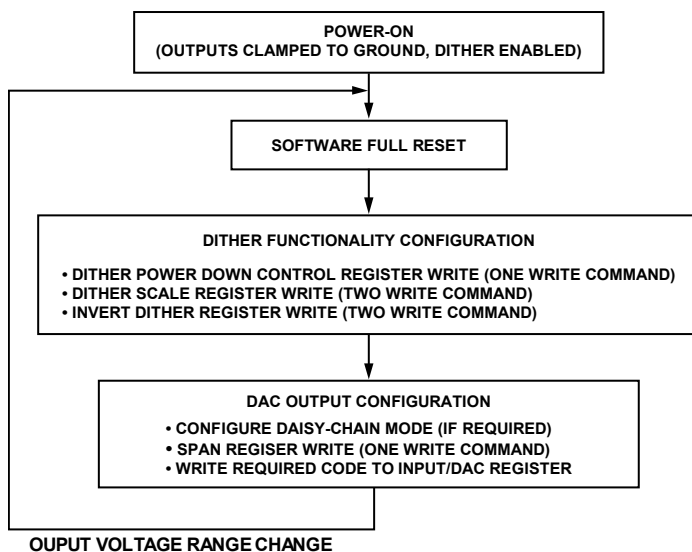 POWER-ON
(OUTPUTS CLAMPED TO GROUND, DITHER ENABLED)
SOFTWARE FULL RESET
DITHER FUNCTIONALITY CONFIGURATION
• DITHER POWER DOWN CONTROL REGISTER WRITE (ONE WRITE COMMAND)
• DITHER SCALE REGISTER WRITE (TWO WRITE COMMAND)
• INVERT DITHER REGISTER WRITE (TWO WRITE COMMAND)
DAC OUTPUT CONFIGURATION
• CONFIGURE DAISY-CHAIN MODE (IF REQUIRED)
• SPAN REGISER WRITE (ONE WRITE COMMAND)
• WRITE REQUIRED CODE TO INPUT/DAC REGISTER
OUPUT VOLTAGE RANGE CHANGE